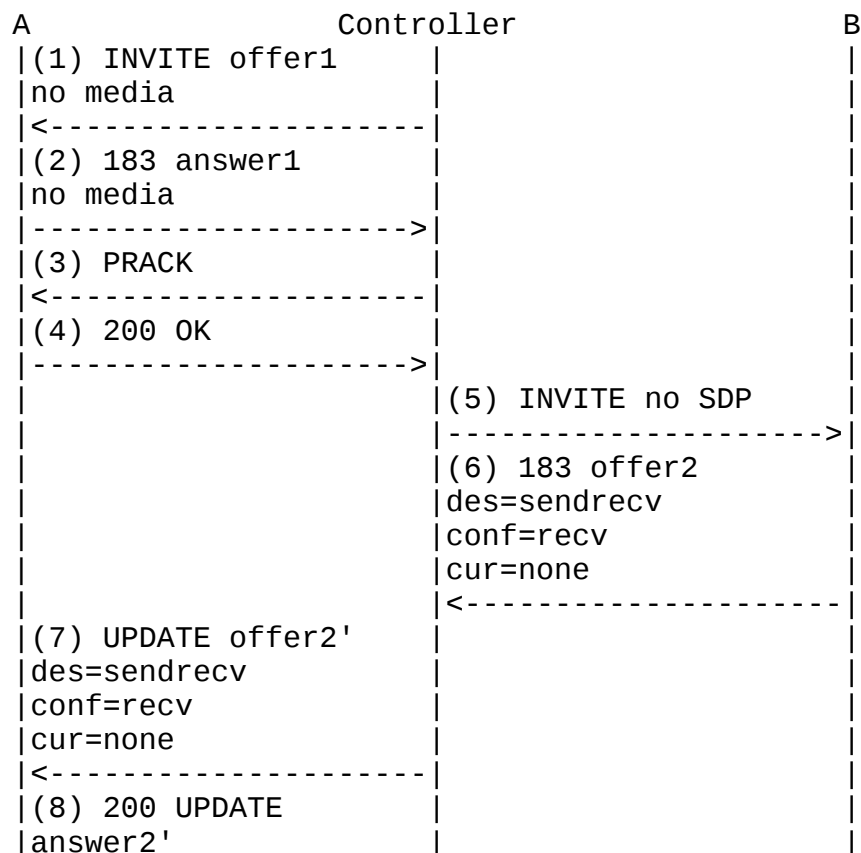 A Controller B
|(1) INVITE offer1 | |
|no media | |
|<---------------------| |
|(2) 183 answer1 | |
|no media | |
|--------------------->| |
|(3) PRACK | |
|<---------------------| |
|(4) 200 OK | |
|--------------------->| |
| |(5) INVITE no SDP |
| |--------------------->|
| |(6) 183 offer2 |
| |des=sendrecv |
| |conf=recv |
| |cur=none |
| |<---------------------|
|(7) UPDATE offer2' | |
|des=sendrecv | |
|conf=recv | |
|cur=none | |
|<---------------------| |
|(8) 200 UPDATE | |
|answer2' | |